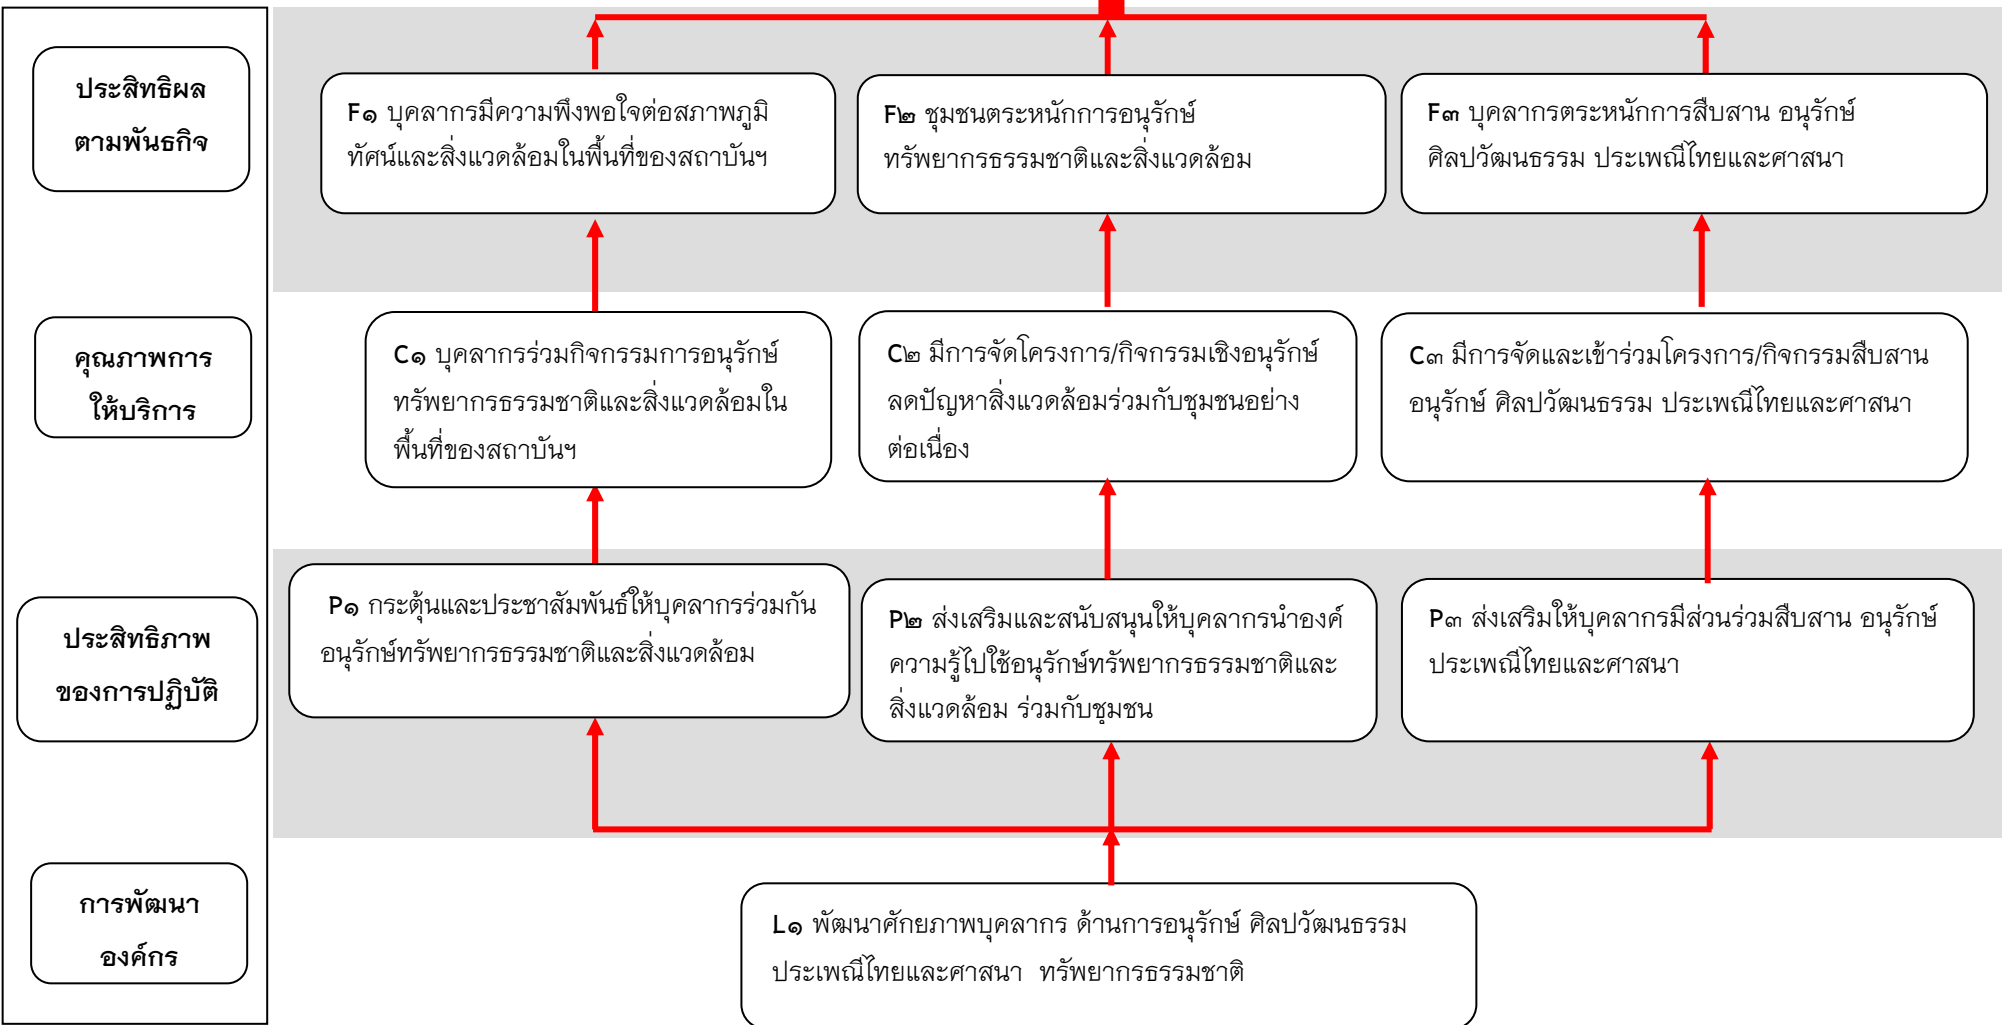 ประสิทธิผล
ตามพันธกิจ
F๑ บุคลากรมีความพึงพอใจต่อสภาพภูมิ
ทัศน์และสิ่งแวดล้อมในพื้นที่ของสถาบันฯ
F๒ ชุมชนตระหนักการอนุรักษ์
ทรัพยากรธรรมชาติและสิ่งแวดล้อม
F๓ บุคลากรตระหนักการสืบสาน อนุรักษ์
ศิลปวัฒนธรรม ประเพณีไทยและศาสนา
คุณภาพการ
ให้บริการ
C๑ บุคลากรร่วมกิจกรรมการอนุรักษ์
ทรัพยากรธรรมชาติและสิ่งแวดล้อมใน
พื้นที่ของสถาบันฯ
C๒ มีการจัดโครงการ/กิจกรรมเชิงอนุรักษ์
ลดปัญหาสิ่งแวดล้อมร่วมกับชุมชนอย่าง
ต่อเนื่อง
C๓ มีการจัดและเข้าร่วมโครงการ/กิจกรรมสืบสาน
อนุรักษ์ ศิลปวัฒนธรรม ประเพณีไทยและศาสนา
ประสิทธิภาพ
ของการปฏิบัติ
P๑ กระตุ้นและประชาสัมพันธ์ให้บุคลากรร่วมกัน
อนุรักษ์ทรัพยากรธรรมชาติและสิ่งแวดล้อม
P๒ ส่งเสริมและสนับสนุนให้บุคลากรนำองค์
ความรู้ไปใช้อนุรักษ์ทรัพยากรธรรมชาติและ
สิ่งแวดล้อม ร่วมกับชุมชน
P๓ ส่งเสริมให้บุคลากรมีส่วนร่วมสืบสาน อนุรักษ์
ประเพณีไทยและศาสนา
การพัฒนา
องค์กร
L๑ พัฒนาศักยภาพบุคลากร ด้านการอนุรักษ์ ศิลปวัฒนธรรม
ประเพณีไทยและศาสนา ทรัพยากรธรรมชาติ